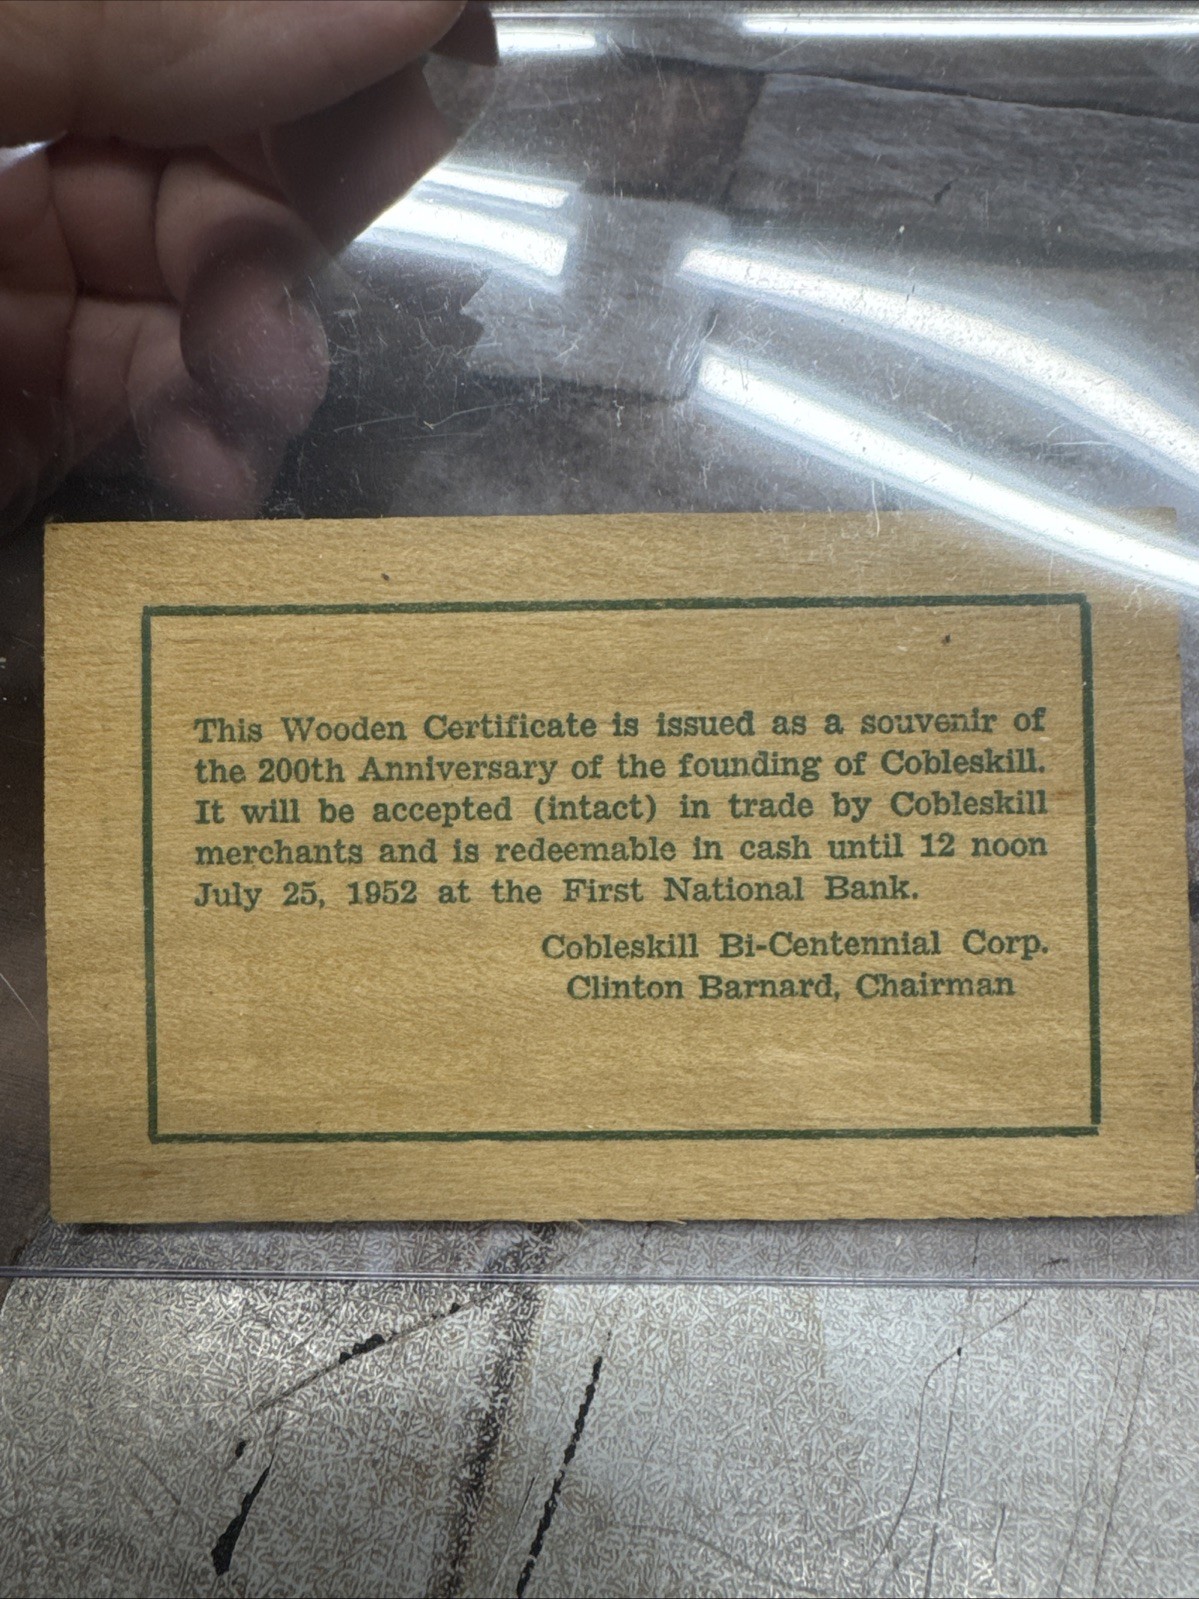 This Wooden Certificate is issued as a souvenir of
the 200th Anniversary of the founding of Cobleskill.
It will be accepted (intact) in trade by Cobleskill
merchants and is redeemable in cash until 12 noon
July 25, 1952 at the First National Bank.
Cobleskill Bi-Centennial Corp.
Clinton Barnard, Chairman